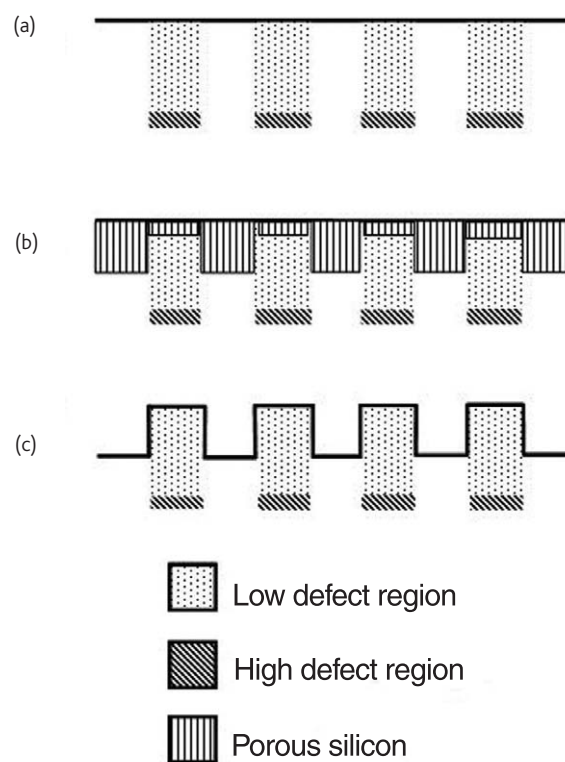 (a)
(b)
(c)
Low defect region
High defect region
Porous silicon